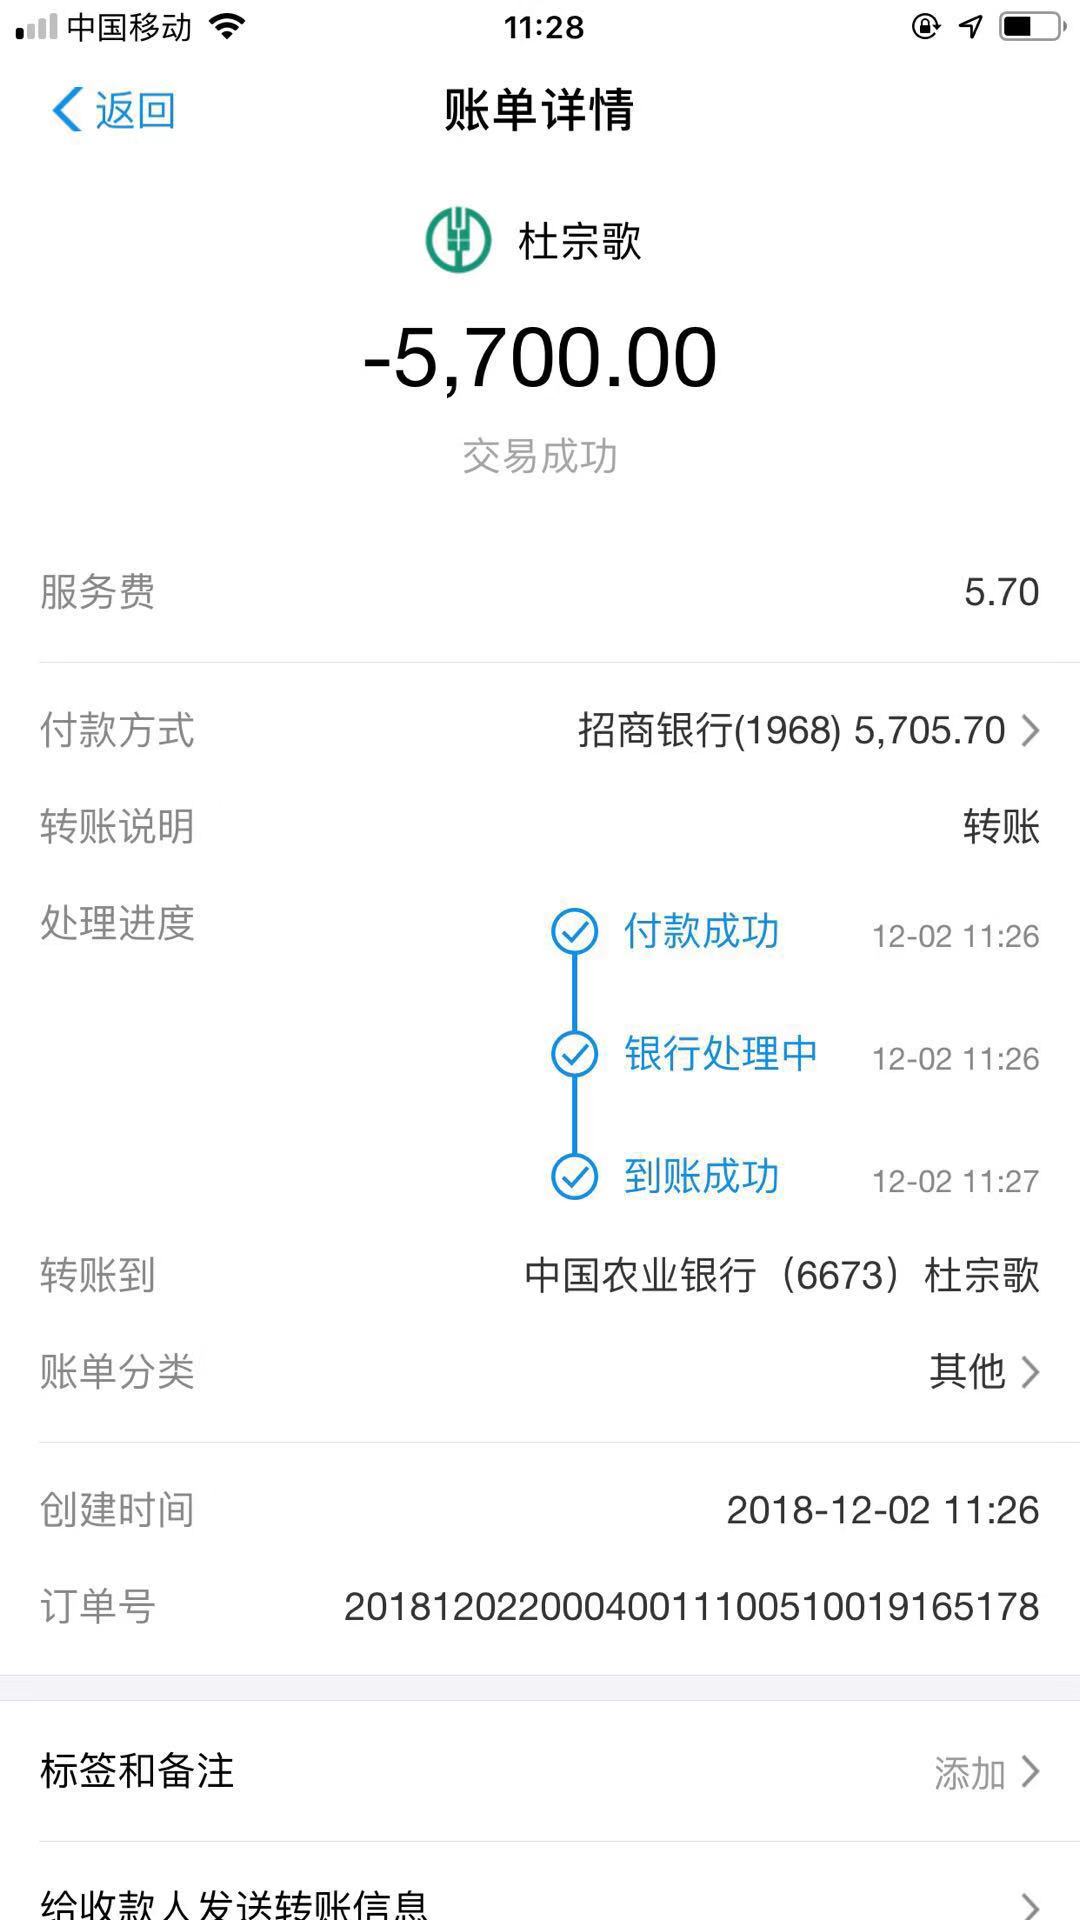 中国移动 11:28
返回 账单详情
杜宗歌
-5,700.00
交易成功
服务费 5.70
付款方式 招商银行(1968) 5,705.70
转账说明 转账
处理进度 付款成功 12-02 11:26
银行处理中 12-02 11:26
到账成功 12-02 11:27
转账到 中国农业银行（6673）杜宗歌
账单分类 其他
创建时间 2018-12-02 11:26
订单号 20181202200040011100510019165178
标签和备注 添加
给收款人发送转账信息